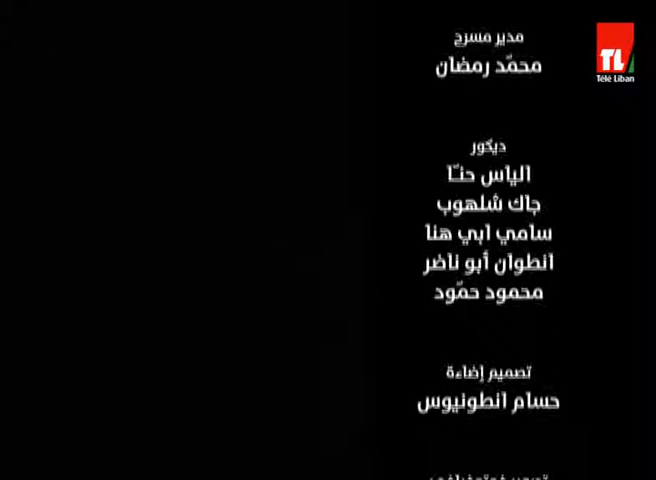 مدير مسرح
محمّد رمضان
TL
Télé Liban
ديكور
الياس حنّا
جاك شلهوب
سامي ابي هنا
انطوان أبو ناضر
محمود حمّود
تصميم إضاءة
حسام انطونيوس